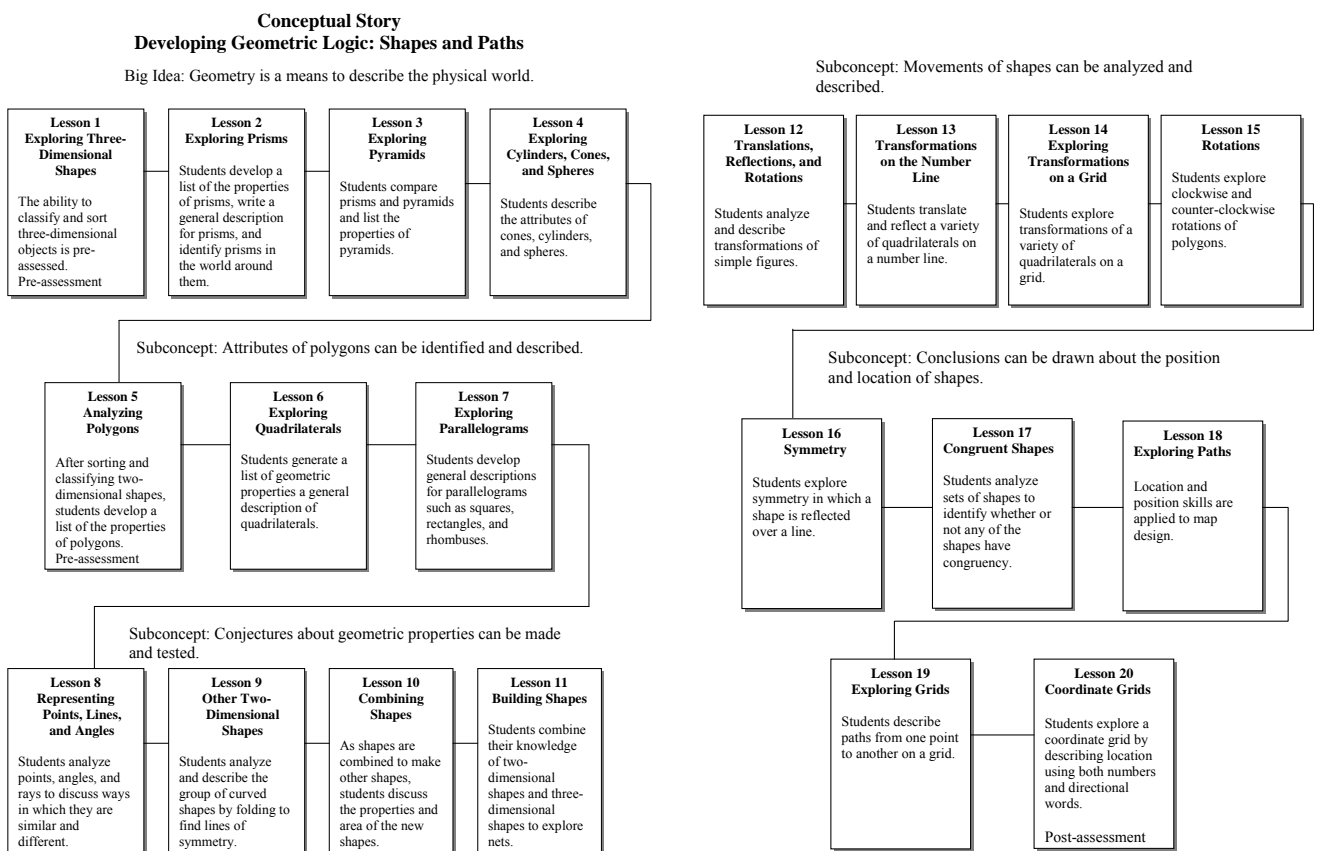 Conceptual Story
Developing Geometric Logic: Shapes and Paths
Big Idea: Geometry is a means to describe the physical world.
Lesson 1
Exploring Three-
Dimensional
Shapes
The ability to
classify and sort
three-dimensional
objects is pre-
assessed.
Pre-assessment
Lesson 2
Exploring Prisms
Students develop a
list of the properties
of prisms, write a
general description
for prisms, and
identify prisms in
the world around
them.
Lesson 3
Exploring
Pyramids
Students compare
prisms and pyramids
and list the
properties of
pyramids.
Lesson 4
Exploring
Cylinders, Cones,
and Spheres
Students describe
the attributes of
cones, cylinders,
and spheres.
Subconcept: Attributes of polygons can be identified and described.
Lesson 5
Analyzing
Polygons
After sorting and
classifying two-
dimensional shapes,
students develop a
list of the properties
of polygons.
Pre-assessment
Lesson 6
Exploring
Quadrilaterals
Students generate a
list of geometric
properties a general
description of
quadrilaterals.
Lesson 7
Exploring
Parallelograms
Students develop
general descriptions
for parallelograms
such as squares,
rectangles, and
rhombuses.
Subconcept: Conjectures about geometric properties can be made
and tested.
Lesson 8
Representing
Points, Lines,
and Angles
Students analyze
points, angles, and
rays to discuss ways
in which they are
similar and
different.
Lesson 9
Other Two-
Dimensional
Shapes
Students analyze
and describe the
group of curved
shapes by folding to
find lines of
symmetry.
Lesson 10
Combining
Shapes
As shapes are
combined to make
other shapes,
students discuss
the properties and
area of the new
shapes.
Lesson 11
Building Shapes
Students combine
their knowledge
of two-
dimensional
shapes and three-
dimensional
shapes to explore
nets.
Subconcept: Movements of shapes can be analyzed and
described.
Lesson 12
Translations,
Reflections, and
Rotations
Students analyze
and describe
transformations of
simple figures.
Lesson 13
Transformations
on the Number
Line
Students translate
and reflect a variety
of quadrilaterals on
a number line.
Lesson 14
Exploring
Transformations
on a Grid
Students explore
transformations of a
variety of
quadrilaterals on a
grid.
Lesson 15
Rotations
Students explore
clockwise and
counter-clockwise
rotations of
polygons.
Subconcept: Conclusions can be drawn about the position
and location of shapes.
Lesson 16
Symmetry
Students explore
symmetry in which a
shape is reflected
over a line.
Lesson 17
Congruent Shapes
Students analyze
sets of shapes to
identify whether or
not any of the
shapes have
congruency.
Lesson 18
Exploring Paths
Location and
position skills are
applied to map
design.
Lesson 19
Exploring Grids
Students describe
paths from one point
to another on a grid.
Lesson 20
Coordinate Grids
Students explore a
coordinate grid by
describing location
using both numbers
and directional
words.
Post-assessment